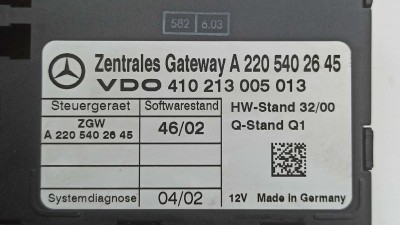 582 6.03
Zentrales Gateway A 220 540 26 45
VDO 410 213 005 013
Steuergeraet Softwarestand HW-Stand 32/00
ZGW
A 220 540 26 45 46/02 Q-Stand Q1
Systemdiagnose 04/02 12V Made in Germany